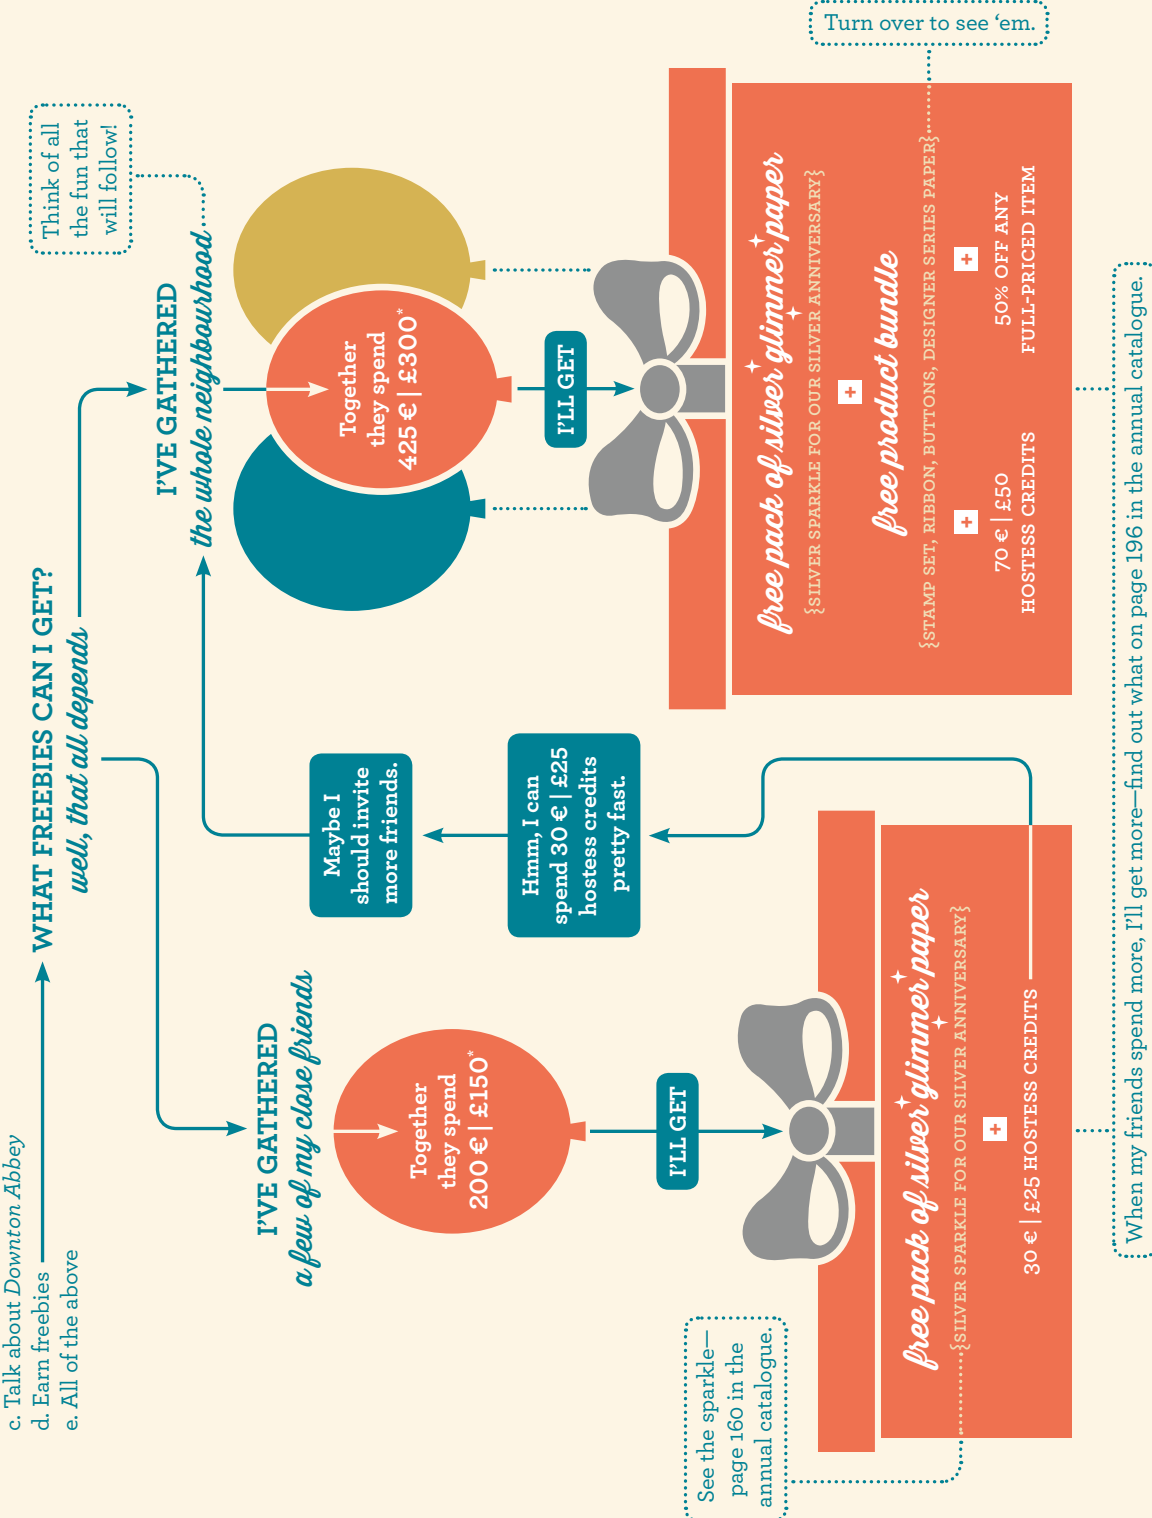 c. Talk about Downton Abbey
d. Earn freebies
e. All of the above
WHAT FREEBIES CAN I GET?
well, that all depends
I'VE GATHERED
a few of my close friends
Together
they spend
200 € | £150*
I'LL GET
See the sparkle—
page 160 in the
annual catalogue.
free pack of silver glimmer paper
{SILVER SPARKLE FOR OUR SILVER ANNIVERSARY}
+
30 € | £25 HOSTESS CREDITS
Hmm, I can
spend 30 € | £25
hostess credits
pretty fast.
Maybe I
should invite
more friends.
I'VE GATHERED
the whole neighbourhood
Think of all
the fun that
will follow!
Together
they spend
425 € | £300*
I'LL GET
free pack of silver glimmer paper
{SILVER SPARKLE FOR OUR SILVER ANNIVERSARY}
+
free product bundle
{STAMP SET, RIBBON, BUTTONS, DESIGNER SERIES PAPER}
Turn over to see ‘em.
+
70 € | £50
HOSTESS CREDITS
+
50% OFF ANY
FULL-PRICED ITEM
When my friends spend more, I'll get more—find out what on page 196 in the annual catalogue.